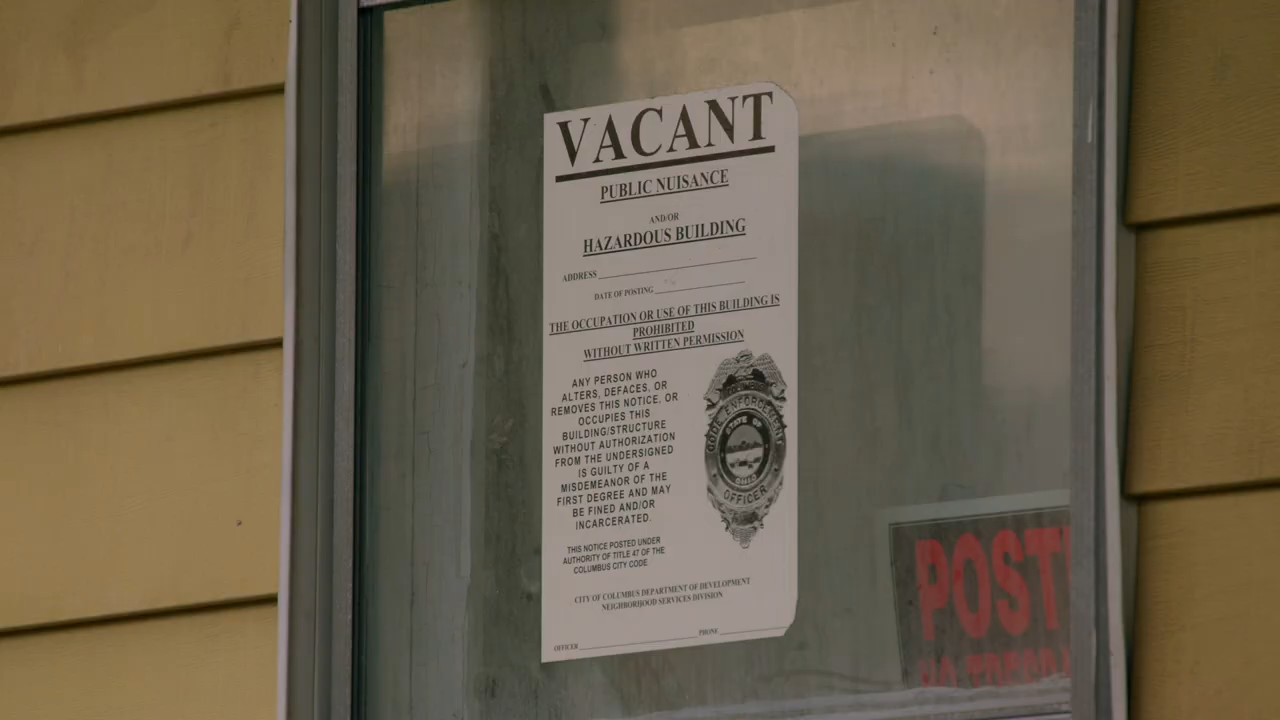 VACANT
PUBLIC NUISANCE
AND/OR
HAZARDOUS BUILDING
ADDRESS
DATE OF POSTING
THE OCCUPATION OR USE OF THIS BUILDING IS
PROHIBITED
WITHOUT WRITTEN PERMISSION
ANY PERSON WHO
ALTERS, DEFACES, OR
REMOVES THIS NOTICE, OR
OCCUPIES THIS
BUILDING/STRUCTURE
WITHOUT AUTHORIZATION
FROM THE UNDERSIGNED
IS GUILTY OF A
MISDEMEANOR OF THE
FIRST DEGREE AND MAY
BE FINED AND/OR
INCARCERATED.
CODE ENFORCEMENT
STATE OF
OHIO
OFFICER
THIS NOTICE POSTED UNDER
AUTHORITY OF TITLE 47 OF THE
COLUMBUS CITY CODE
CITY OF COLUMBUS DEPARTMENT OF DEVELOPMENT
NEIGHBORHOOD SERVICES DIVISION
OFFICER PHONE
POST
NO